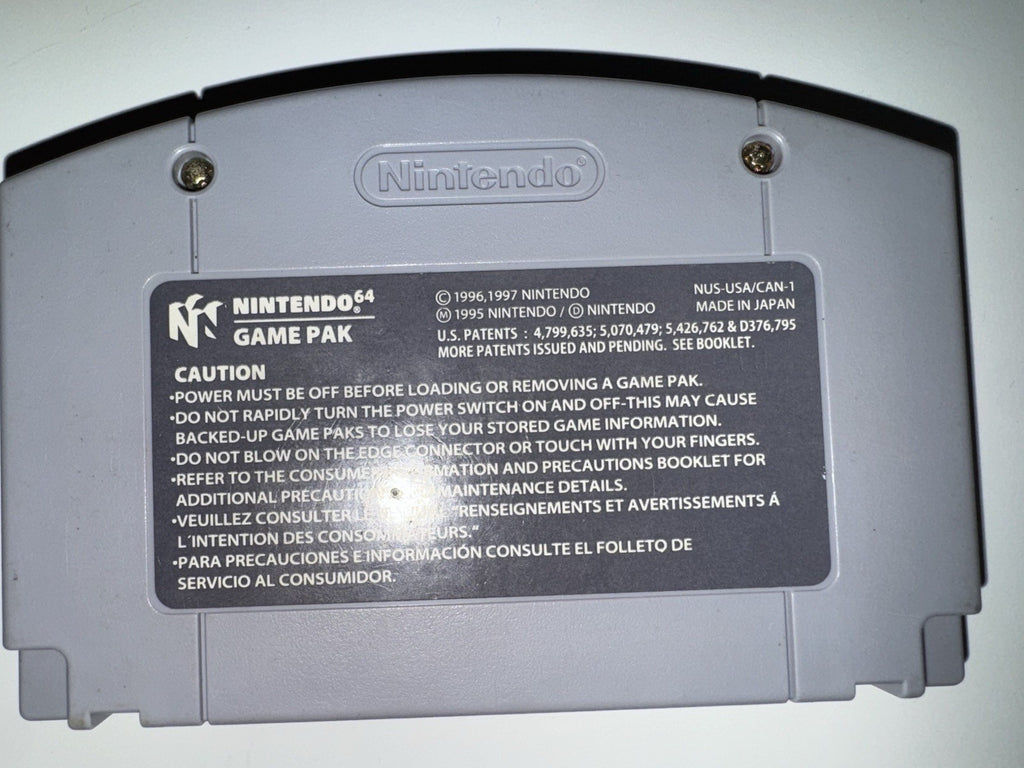 Nintendo®
NINTENDO64®
GAME PAK
© 1996,1997 NINTENDO
Ⓜ 1995 NINTENDO / Ⓓ NINTENDO
U.S. PATENTS : 4,799,635; 5,070,479; 5,426,762 & D376,795
MORE PATENTS ISSUED AND PENDING. SEE BOOKLET.
NUS-USA/CAN-1
MADE IN JAPAN
CAUTION
•POWER MUST BE OFF BEFORE LOADING OR REMOVING A GAME PAK.
•DO NOT RAPIDLY TURN THE POWER SWITCH ON AND OFF-THIS MAY CAUSE
BACKED-UP GAME PAKS TO LOSE YOUR STORED GAME INFORMATION.
•DO NOT BLOW ON THE EDGE CONNECTOR OR TOUCH WITH YOUR FINGERS.
•REFER TO THE CONSUMER INFORMATION AND PRECAUTIONS BOOKLET FOR
ADDITIONAL MAINTENANCE DETAILS.
•VEUILLEZ CONSULTER "RENSEIGNEMENTS ET AVERTISSEMENTS Á
L'INTENTION DES CONSOMMATEURS."
•PARA PRECAUCIONES E INFORMACIÓN CONSULTE EL FOLLETO DE
SERVICIO AL CONSUMIDOR.